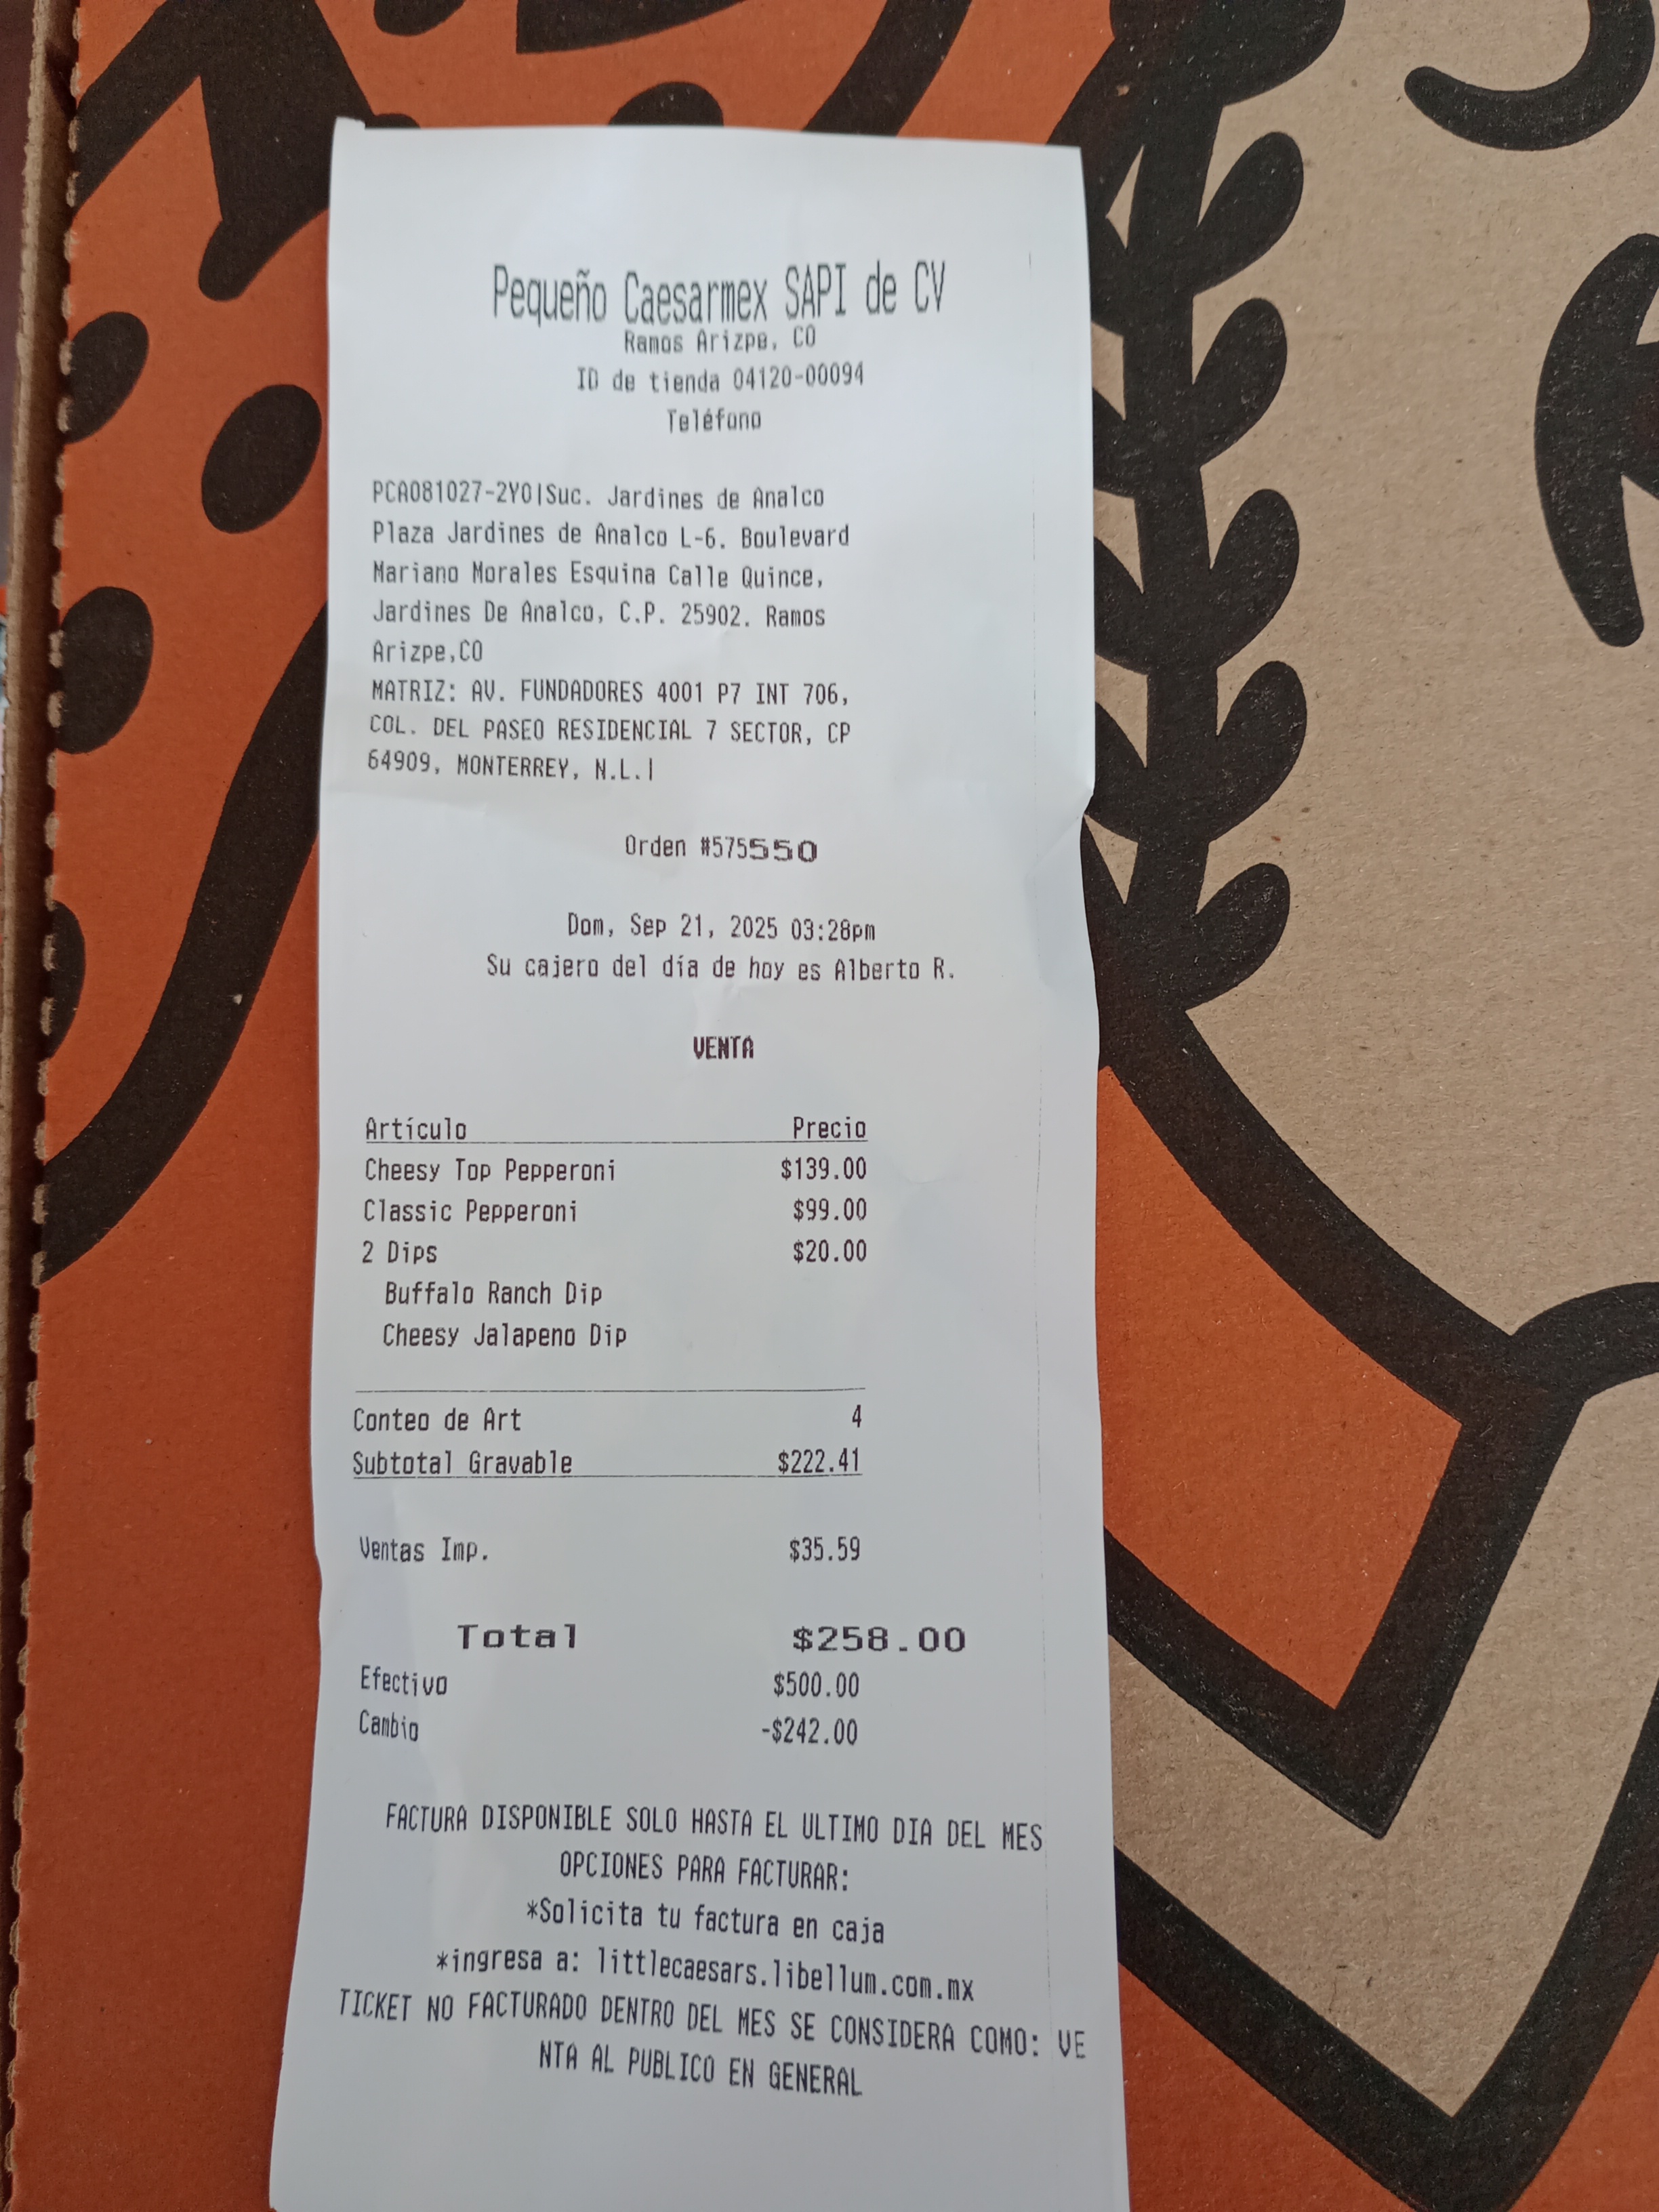 Pequeño Caesarmex SAPI de CV
Ramos Arizpe, CO
ID de tienda 04120-00094
Teléfono
PCA081027-2Y0|Suc. Jardines de Analco
Plaza Jardines de Analco L-6. Boulevard
Mariano Morales Esquina Calle Quince,
Jardines De Analco, C.P. 25902. Ramos
Arizpe,CO
MATRIZ: AV. FUNDADORES 4001 P7 INT 706,
COL. DEL PASEO RESIDENCIAL 7 SECTOR, CP
64909, MONTERREY, N.L.|
Orden #575550
Dom, Sep 21, 2025 03:28pm
Su cajero del día de hoy es Alberto R.
VENTA
Artículo Precio
Cheesy Top Pepperoni $139.00
Classic Pepperoni $99.00
2 Dips $20.00
Buffalo Ranch Dip
Cheesy Jalapeno Dip
Conteo de Art 4
Subtotal Gravable $222.41
Ventas Imp. $35.59
Total $258.00
Efectivo $500.00
Cambio -$242.00
FACTURA DISPONIBLE SOLO HASTA EL ULTIMO DIA DEL MES
OPCIONES PARA FACTURAR:
*Solicita tu factura en caja
*ingresa a: littlecaesars.libellum.com.mx
TICKET NO FACTURADO DENTRO DEL MES SE CONSIDERA COMO: VE
NTA AL PUBLICO EN GENERAL